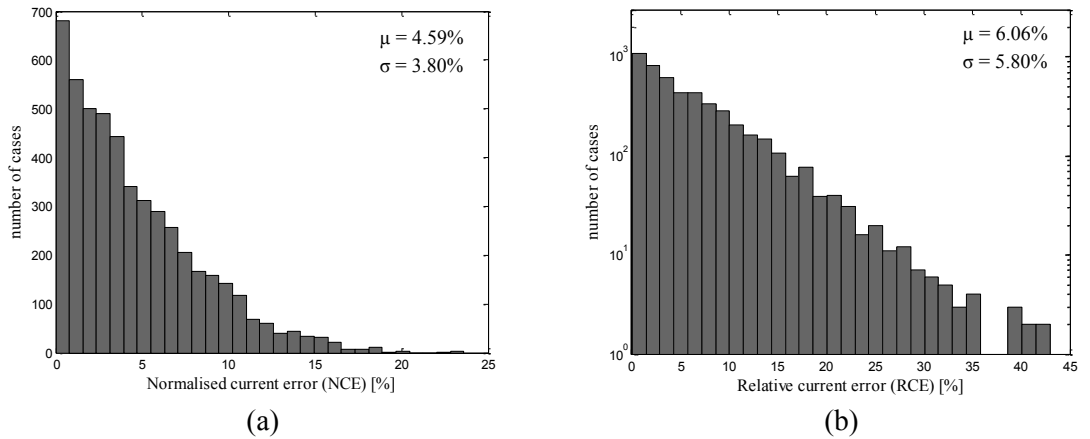 700
600
500
400
300
200
100
0
number of cases
μ = 4.59%
σ = 3.80%
0 5 10 15 20 25
Normalised current error (NCE) [%]
(a)
10³
10²
10¹
10⁰
number of cases
μ = 6.06%
σ = 5.80%
0 5 10 15 20 25 30 35 40 45
Relative current error (RCE) [%]
(b)